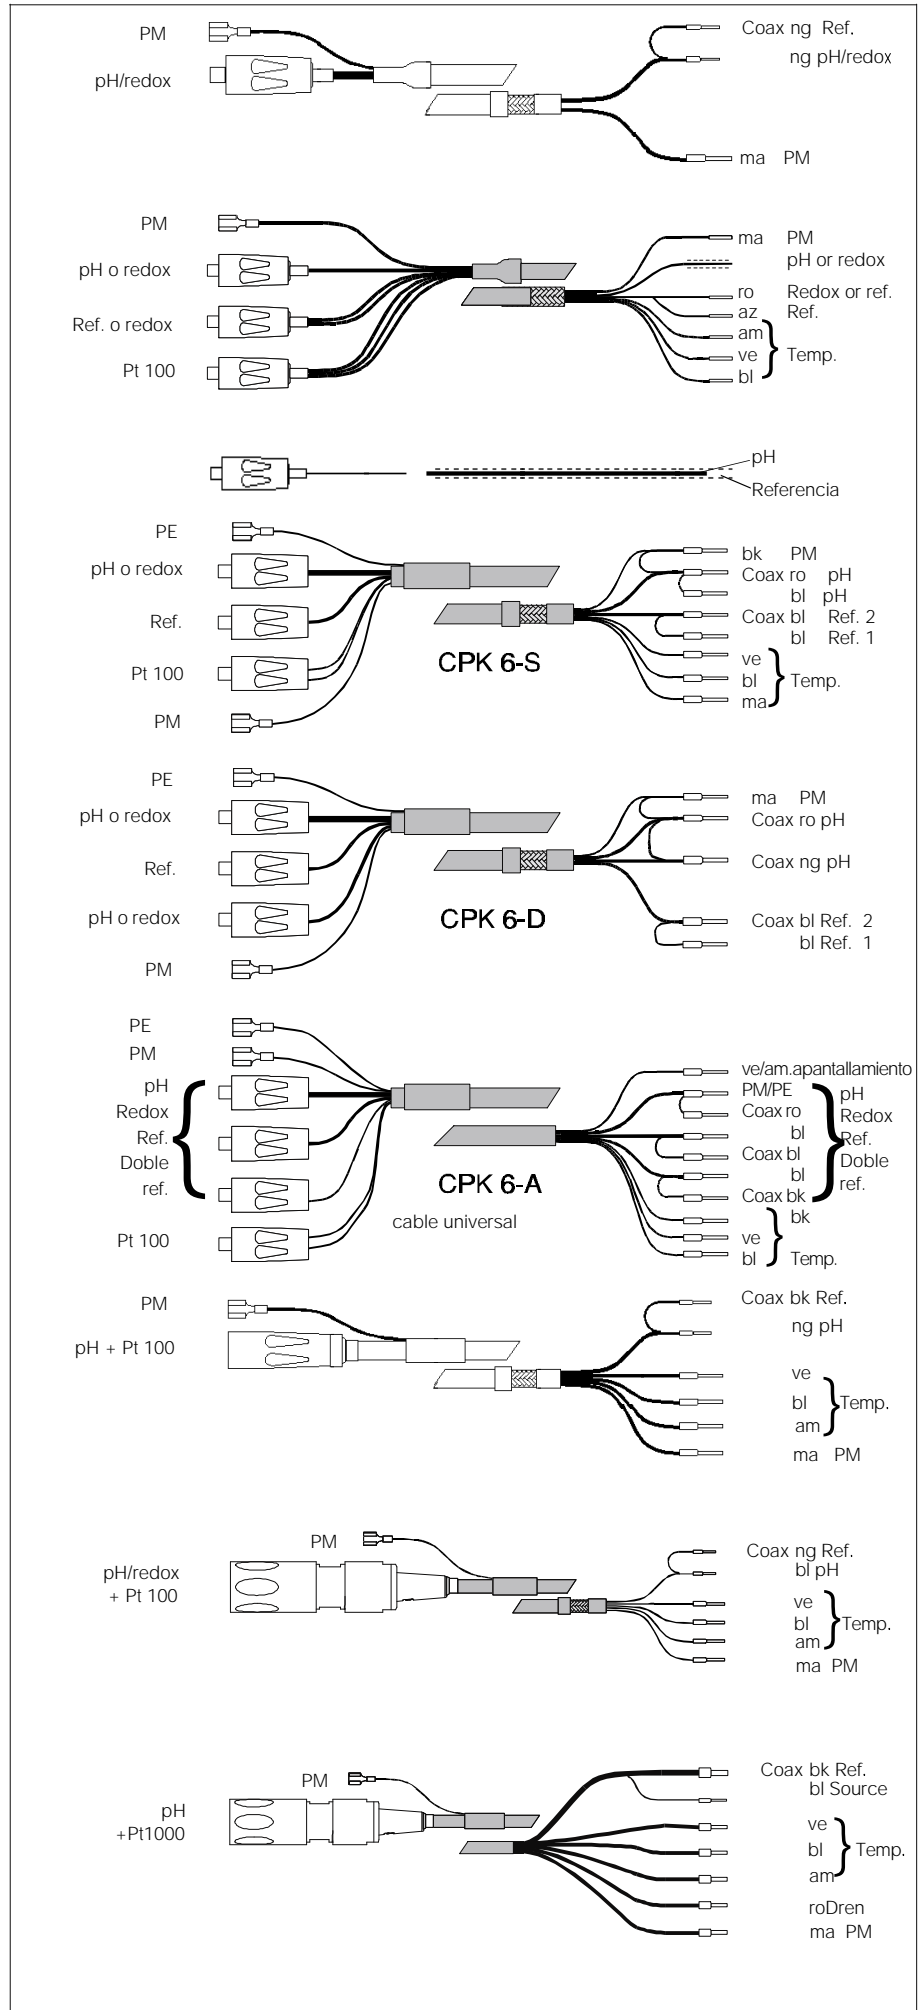 PM
pH/redox
Coax ng Ref.
ng pH/redox
ma PM
PM
pH o redox
Ref. o redox
Pt 100
ma PM
pH or redox
ro Redox or ref.
az Ref.
am
ve Temp.
bl
pH
Referencia
PE
pH o redox
Ref.
Pt 100
PM
CPK 6-S
bk PM
Coax ro pH
bl pH
Coax bl Ref. 2
bl Ref. 1
ve
bl Temp.
ma
PE
pH o redox
Ref.
pH o redox
PM
CPK 6-D
ma PM
Coax ro pH
Coax ng pH
Coax bl Ref. 2
bl Ref. 1
PE
PM
pH
Redox
Ref.
Doble
ref.
Pt 100
CPK 6-A
cable universal
ve/am.apantallamiento
PM/PE
Coax ro
bl
Coax bl
bl
Coax bk
pH
Redox
Ref.
Doble
ref.
bk
ve
bl Temp.
PM
pH + Pt 100
Coax bk Ref.
ng pH
ve
bl Temp.
am
ma PM
PM
pH/redox
+ Pt 100
Coax ng Ref.
bl pH
ve
bl Temp.
am
ma PM
PM
pH
+Pt1000
Coax bk Ref.
bl Source
ve
bl Temp.
am
roDren
ma PM